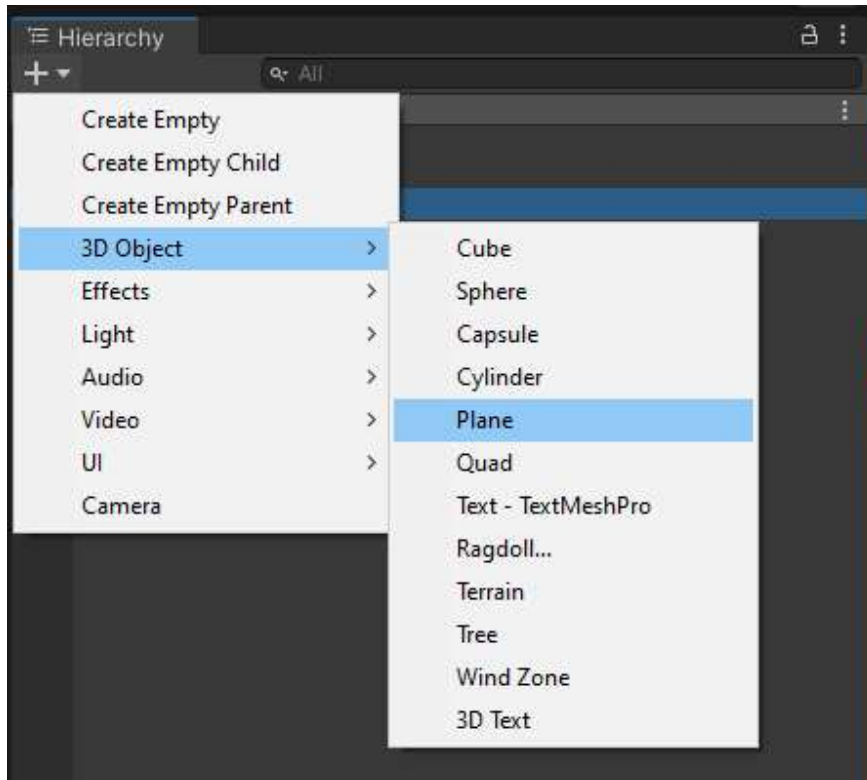 Hierarchy
All
Create Empty
Create Empty Child
Create Empty Parent
3D Object
Effects
Light
Audio
Video
UI
Camera
Cube
Sphere
Capsule
Cylinder
Plane
Quad
Text - TextMeshPro
Ragdoll...
Terrain
Tree
Wind Zone
3D Text